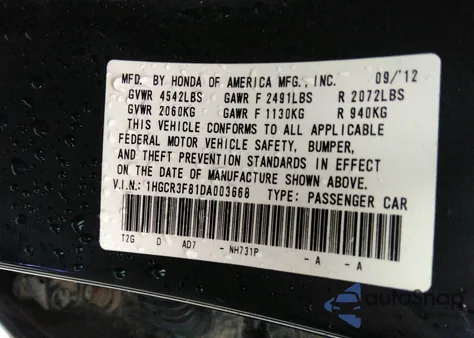 MFD. BY HONDA OF AMERICA MFG., INC. 09/'12
GVWR 4542LBS GAWR F 2491LBS R 2072LBS
GVWR 2060KG GAWR F 1130KG R 940KG
THIS VEHICLE CONFORMS TO ALL APPLICABLE
FEDERAL MOTOR VEHICLE SAFETY, BUMPER,
AND THEFT PREVENTION STANDARDS IN EFFECT
ON THE DATE OF MANUFACTURE SHOWN ABOVE.
V.I.N.: 1HGCR3F81DA003668 TYPE: PASSENGER CAR
T2G D AD7 - NH731P - A - A
autoSnap